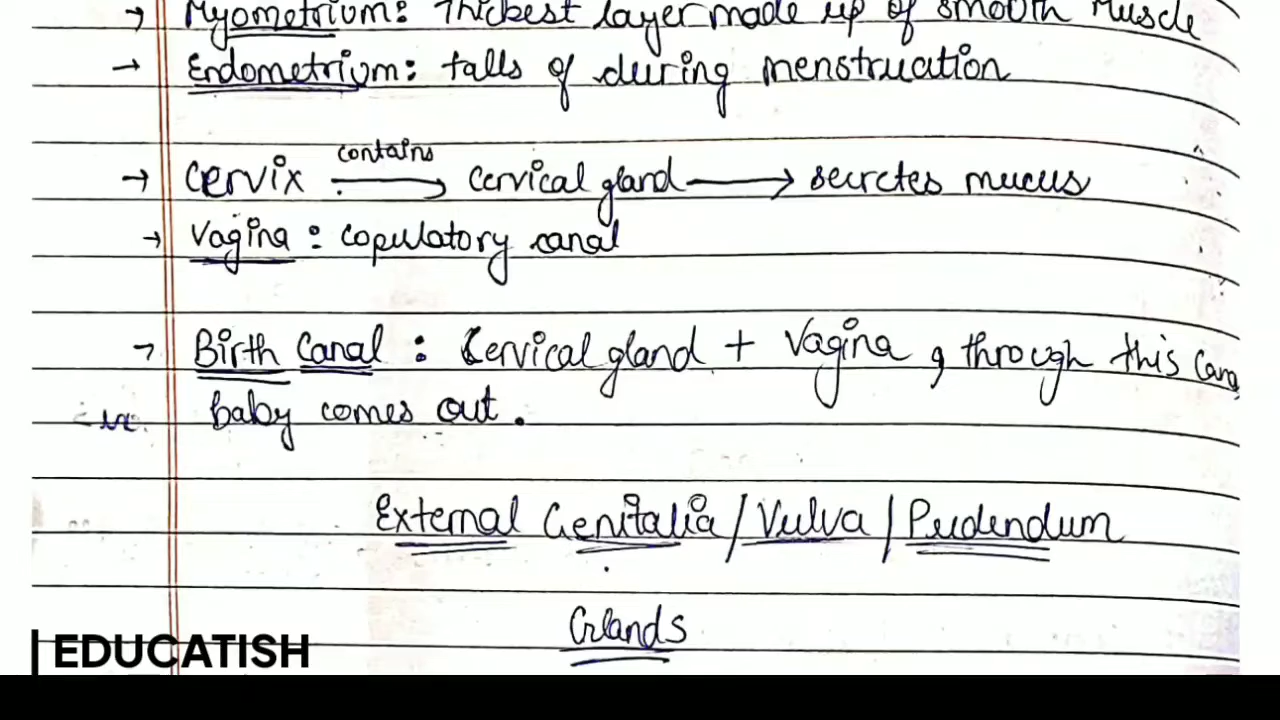 → Myometrium: Thickest layer made up of smooth Muscle
→ Endometrium: falls of during menstruation
→ Cervix contains → Cervical gland → secretes mucus
→ Vagina: copulatory canal
→ Birth Canal: Cervical gland + Vagina, through this Cana
baby comes out.
External Genitalia/Vulva/Pudendum
Glands
| EDUCATISH